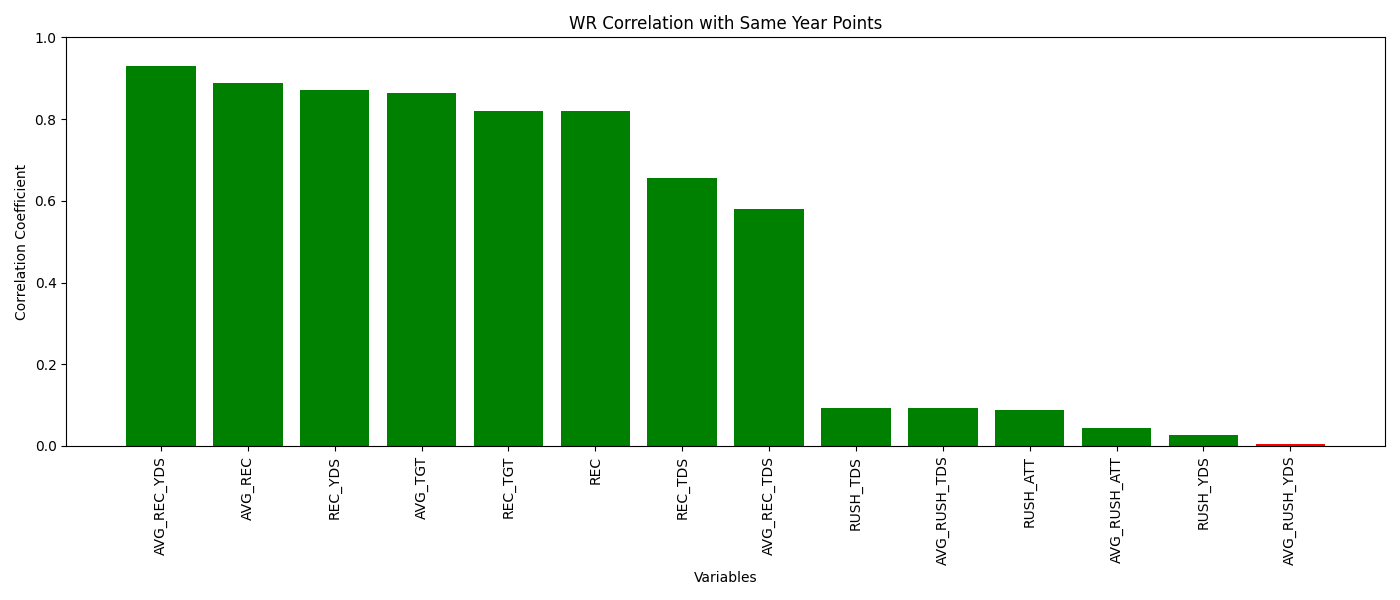 WR Correlation with Same Year Points
Correlation Coefficient
1.0
0.8
0.6
0.4
0.2
0.0
AVG_REC_YDS
AVG_REC
REC_YDS
AVG_TGT
REC_TGT
REC
REC_TDS
AVG_REC_TDS
RUSH_TDS
AVG_RUSH_TDS
RUSH_ATT
AVG_RUSH_ATT
RUSH_YDS
AVG_RUSH_YDS
Variables